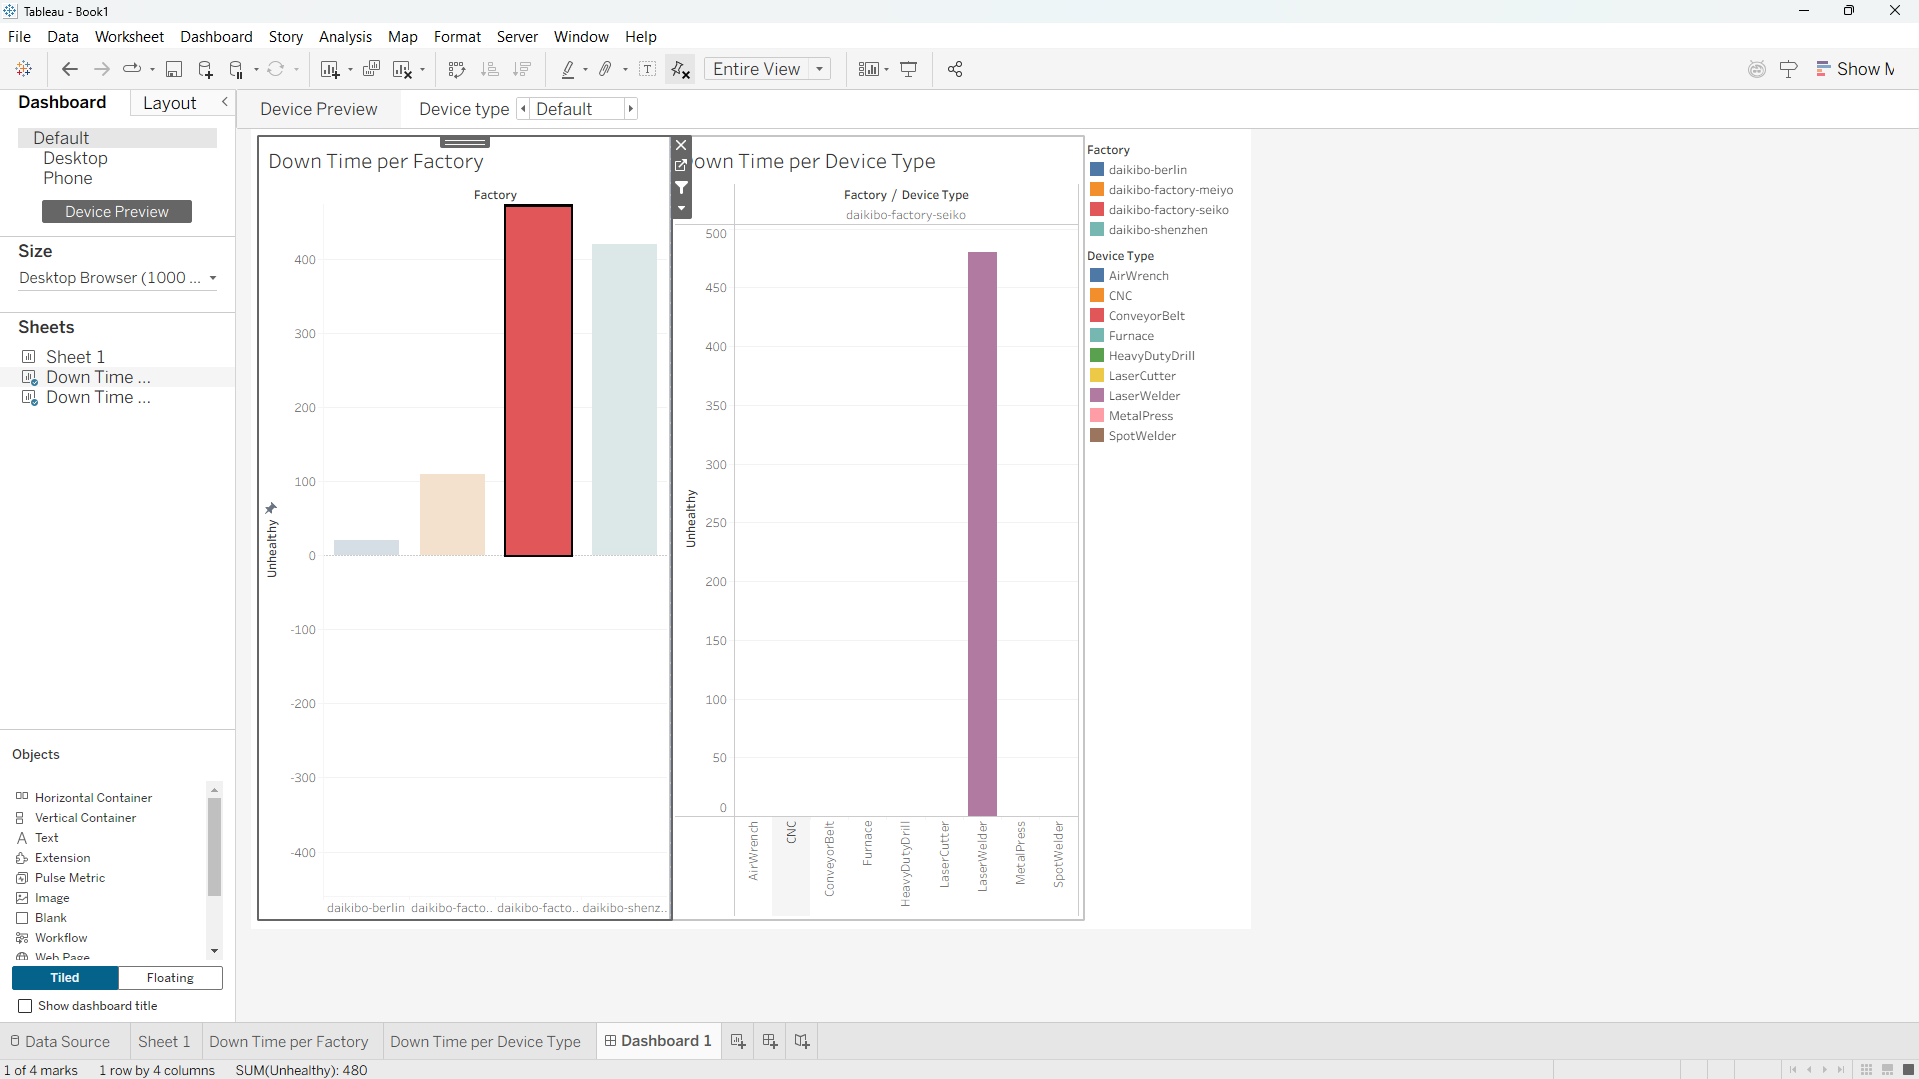 Tableau - Book1
File Data Worksheet Dashboard Story Analysis Map Format Server Window Help
Entire View
Show M
Dashboard
Layout
Device Preview
Device type
Default
Default
Desktop
Phone
Device Preview
Size
Desktop Browser (1000 ...
Sheets
Sheet 1
Down Time ...
Down Time ...
Objects
Horizontal Container
Vertical Container
Text
Extension
Pulse Metric
Image
Blank
Workflow
Web Page
Tiled
Floating
Show dashboard title
Down Time per Factory
Factory
400
300
200
100
0
-100
-200
-300
-400
Unhealthy
daikibo-berlin
daikibo-facto..
daikibo-facto..
daikibo-shenz..
Down Time per Device Type
Factory / Device Type
daikibo-factory-seiko
500
450
400
350
300
250
200
150
100
50
0
Unhealthy
AirWrench
CNC
ConveyorBelt
Furnace
HeavyDutyDrill
LaserCutter
LaserWelder
MetalPress
SpotWelder
Factory
daikibo-berlin
daikibo-factory-meiyo
daikibo-factory-seiko
daikibo-shenzhen
Device Type
AirWrench
CNC
ConveyorBelt
Furnace
HeavyDutyDrill
LaserCutter
LaserWelder
MetalPress
SpotWelder
Data Source
Sheet 1
Down Time per Factory
Down Time per Device Type
Dashboard 1
1 of 4 marks
1 row by 4 columns
SUM(Unhealthy): 480